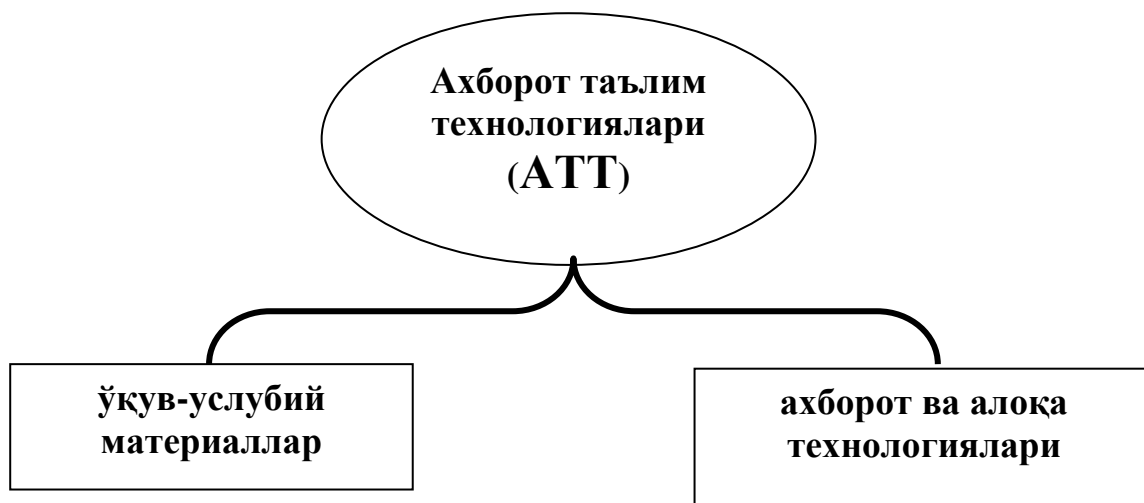 Ахборот таълим
технологиялари
(АТТ)
ўқув-услубий
материаллар
ахборот ва алоқа
технологиялари